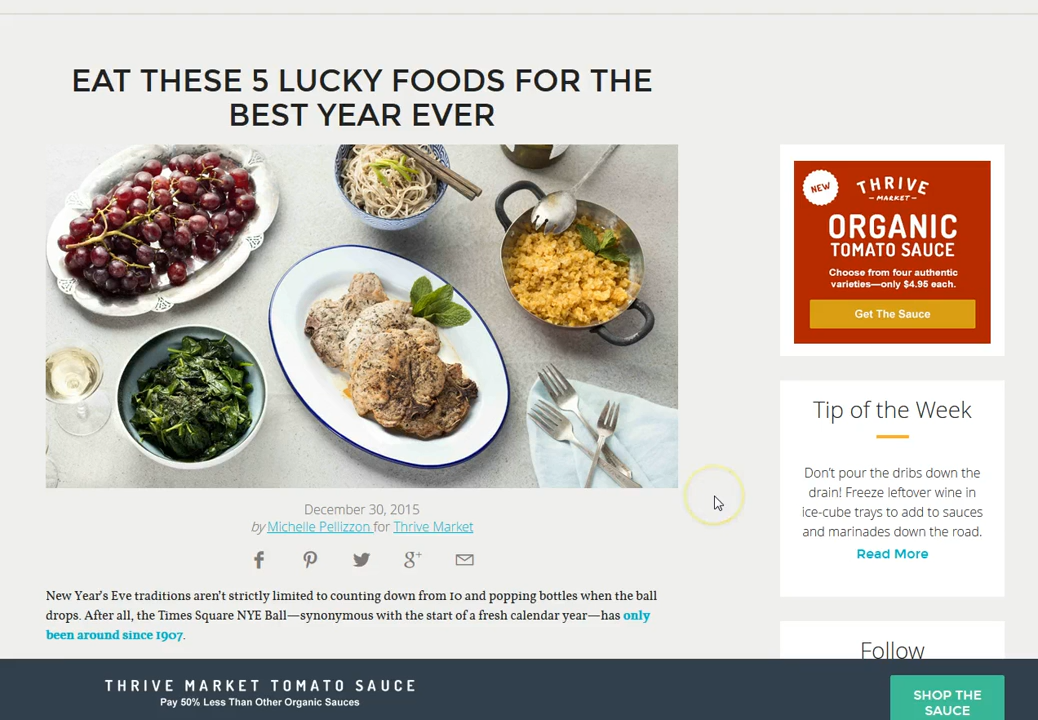 EAT THESE 5 LUCKY FOODS FOR THE
BEST YEAR EVER
December 30, 2015
by Michelle Pellizzon for Thrive Market
g+
New Year's Eve traditions aren't strictly limited to counting down from 10 and popping bottles when the ball
drops. After all, the Times Square NYE Ball—synonymous with the start of a fresh calendar year—has only
been around since 1907.
NEW
THRIVE
MARKET
ORGANIC
TOMATO SAUCE
Choose from four authentic
varieties—only $4.95 each.
Get The Sauce
Tip of the Week
Don't pour the dribs down the
drain! Freeze leftover wine in
ice-cube trays to add to sauces
and marinades down the road.
Read More
Follow
THRIVE MARKET TOMATO SAUCE
Pay 50% Less Than Other Organic Sauces
SHOP THE
SAUCE